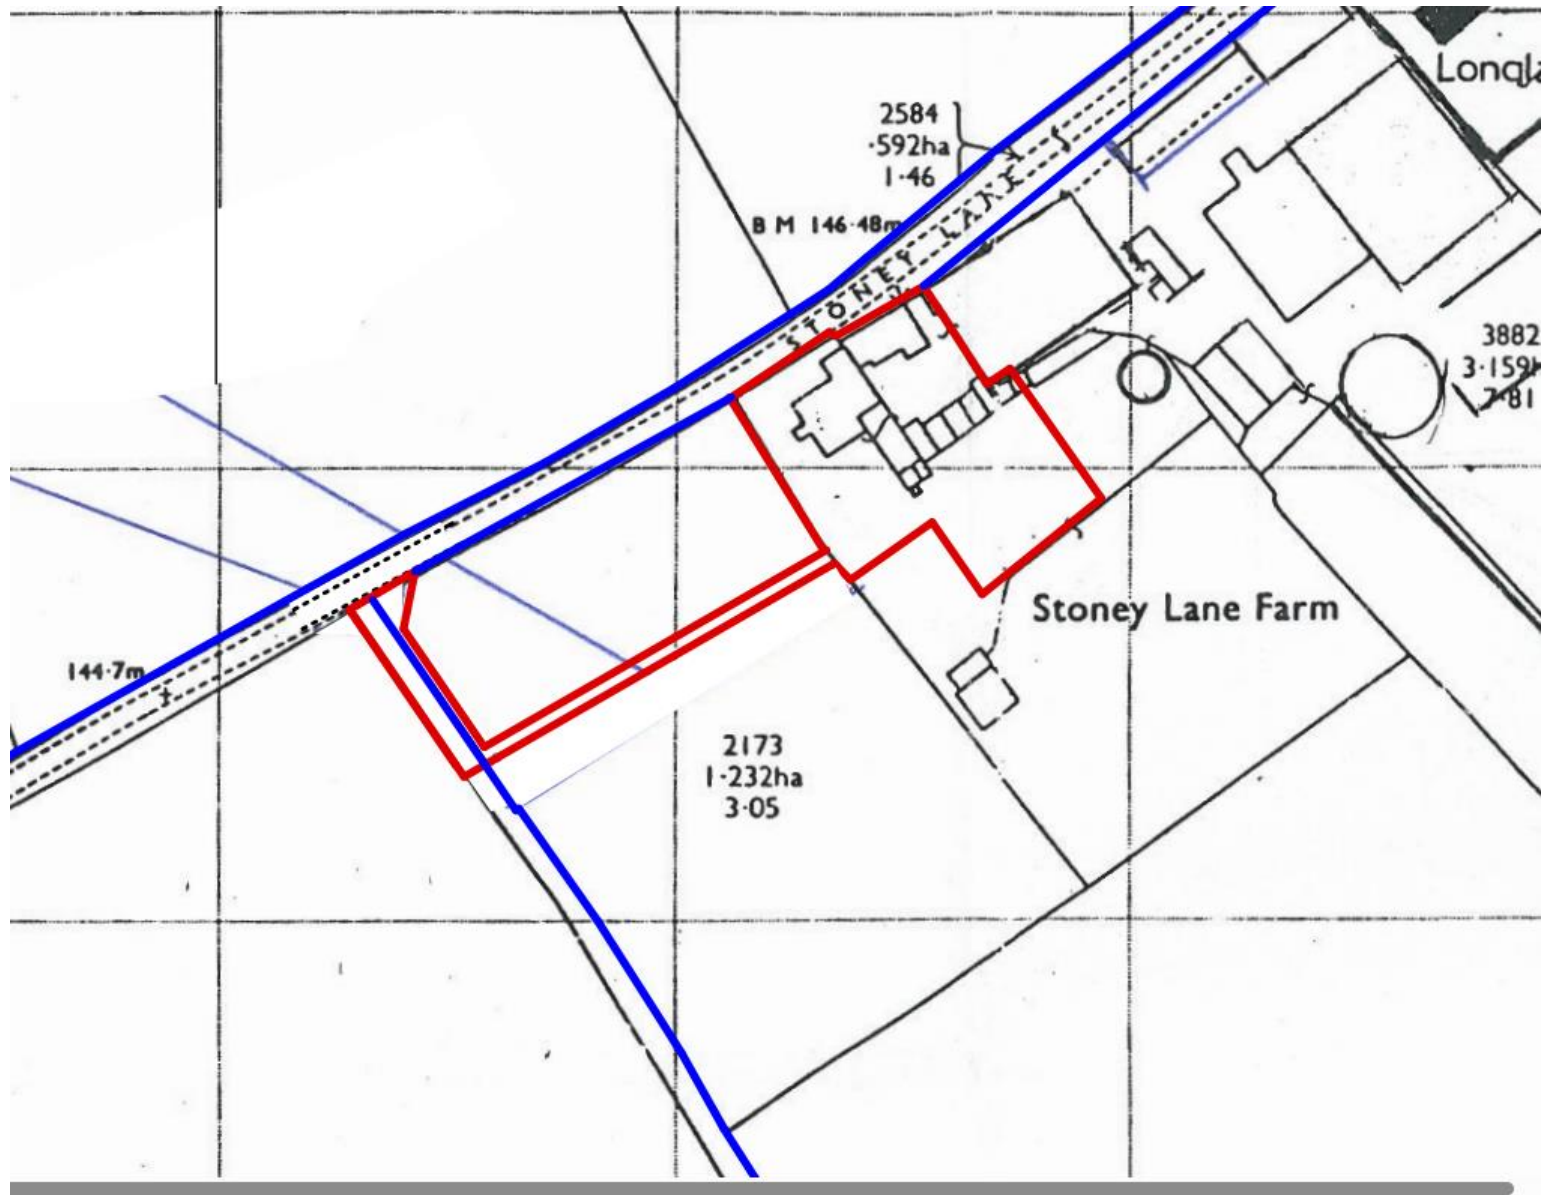 Longla
2584
·592ha
1·46
B M 146·48m
STONEY LANE
3882
3·159h
7·81
Stoney Lane Farm
144·7m
2173
1·232ha
3·05